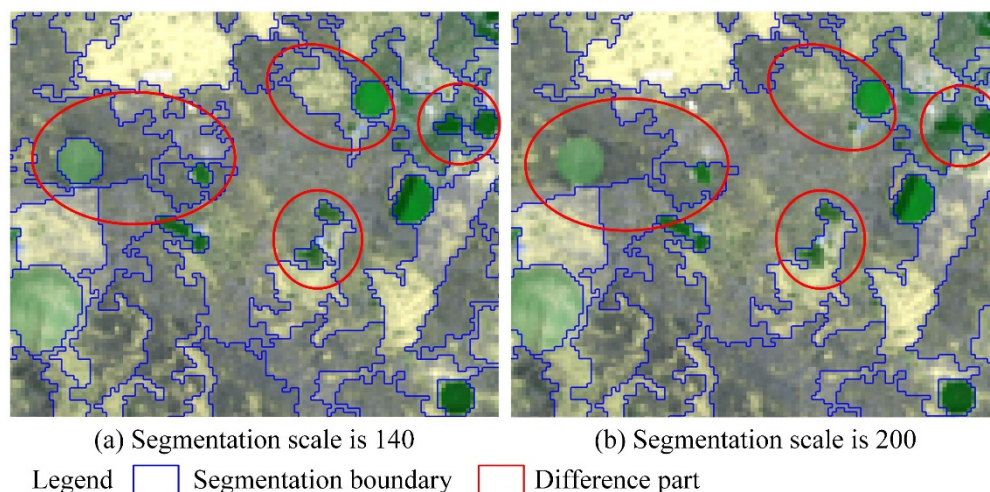 (a) Segmentation scale is 140
(b) Segmentation scale is 200
Legend Segmentation boundary Difference part